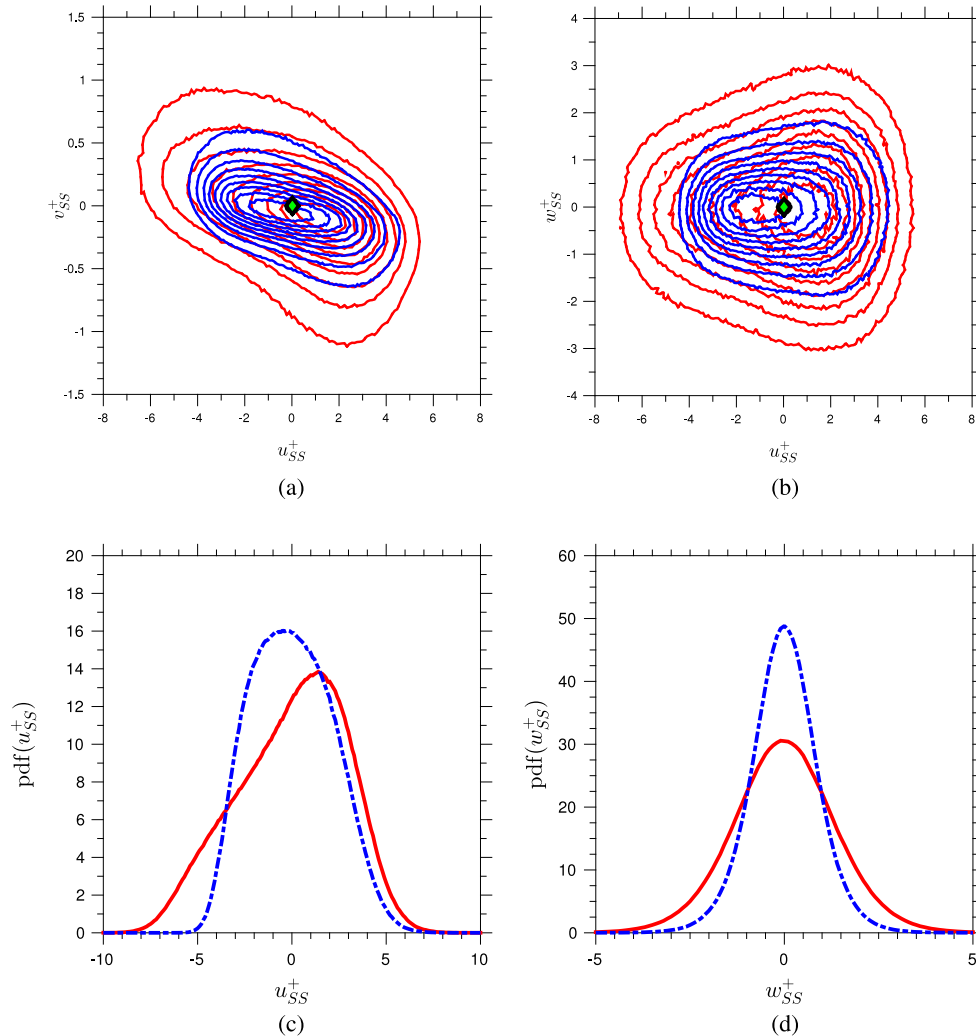 1.5
1
0.5
0
-0.5
-1
-1.5
v⁺SS
-8 -6 -4 -2 0 2 4 6 8
u⁺SS
(a)
4
3
2
1
0
-1
-2
-3
-4
w⁺SS
-8 -6 -4 -2 0 2 4 6 8
u⁺SS
(b)
20
18
16
14
12
10
8
6
4
2
0
pdf(u⁺SS)
-10 -5 0 5 10
u⁺SS
(c)
60
50
40
30
20
10
0
pdf(w⁺SS)
-5 0 5
w⁺SS
(d)